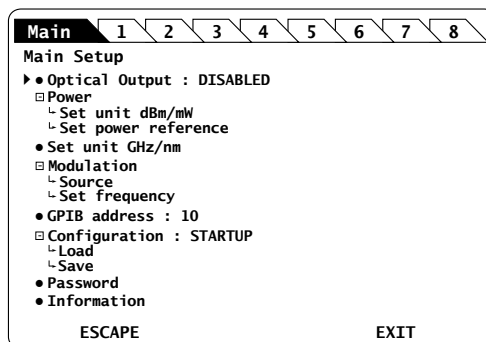 Main 1 2 3 4 5 6 7 8
Main Setup
Optical Output : DISABLED
Power
Set unit dBm/mW
Set power reference
Set unit GHz/nm
Modulation
Source
Set frequency
GPIB address : 10
Configuration : STARTUP
Load
Save
Password
Information
ESCAPE EXIT